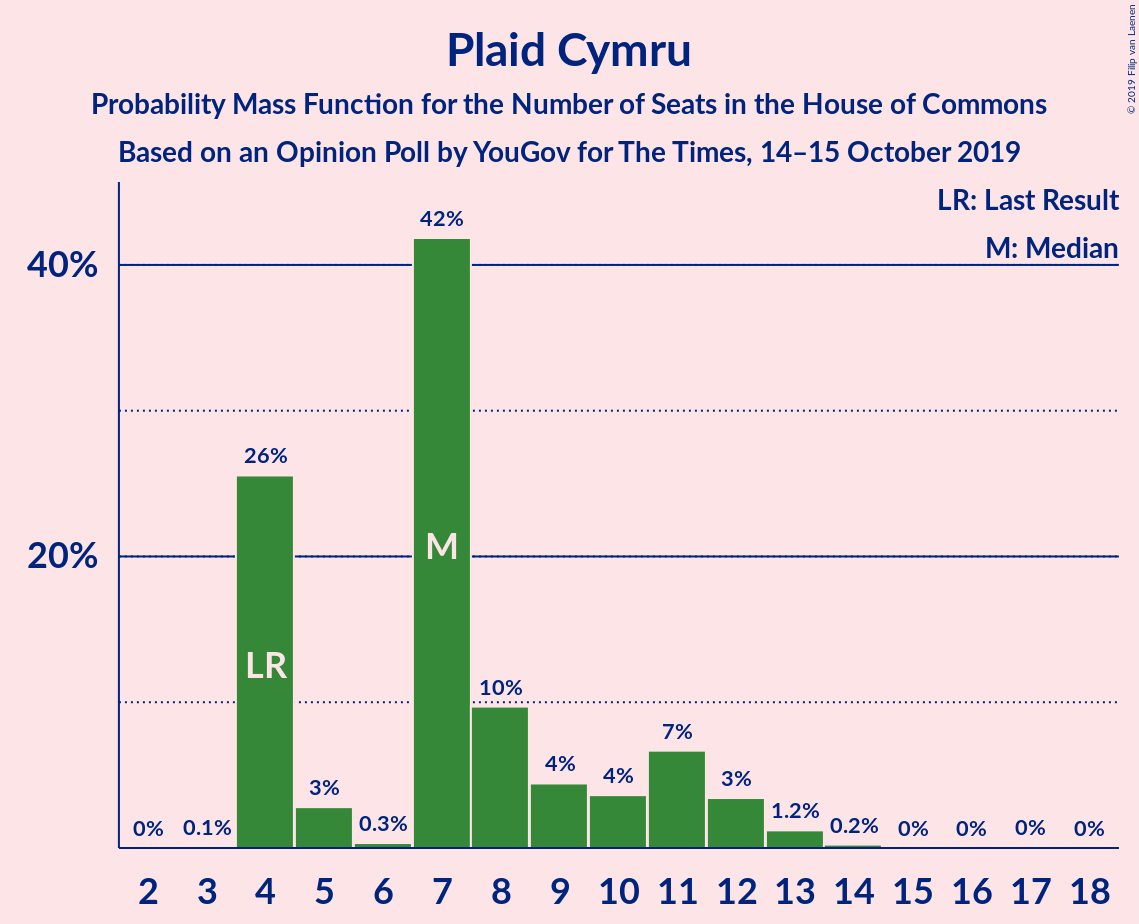 Plaid Cymru
Probability Mass Function for the Number of Seats in the House of Commons
Based on an Opinion Poll by YouGov for The Times, 14–15 October 2019
© 2019 Filip van Laenen
LR: Last Result
M: Median
40%
20%
0%
0.1%
26%
3%
0.3%
42%
10%
4%
4%
7%
3%
1.2%
0.2%
0%
0%
0%
0%
LR
M
2 3 4 5 6 7 8 9 10 11 12 13 14 15 16 17 18